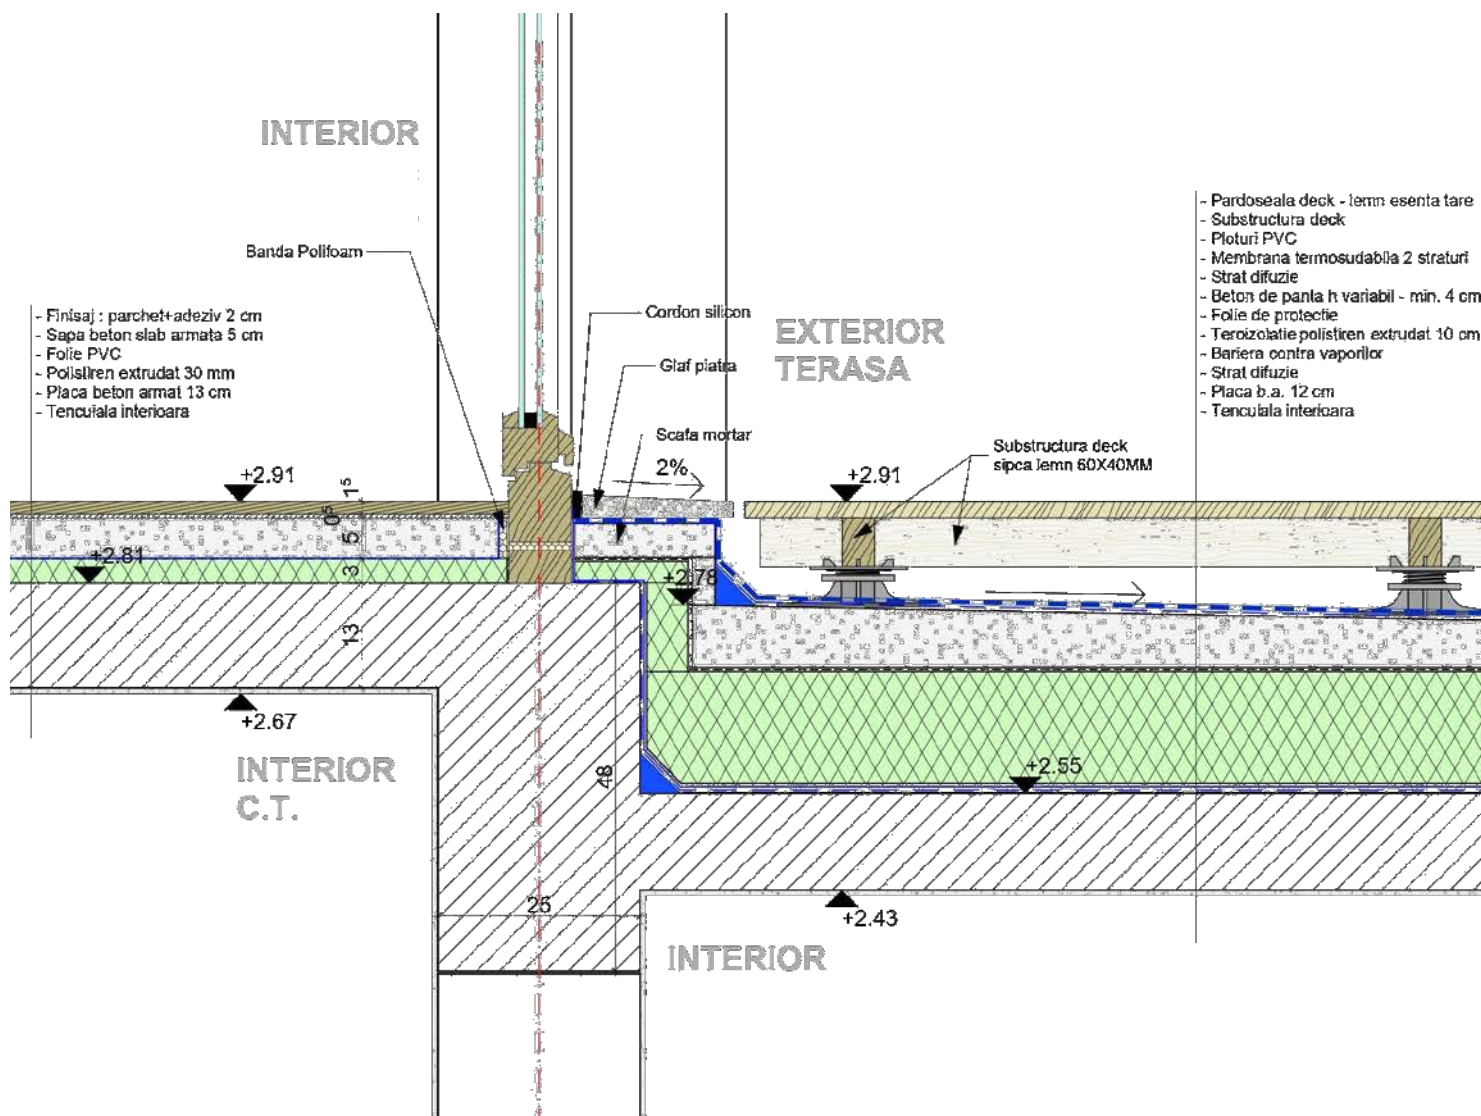 INTERIOR
Banda Polifoam
- Finisaj : parchet+adeziv 2 cm
- Sapa beton slab armata 5 cm
- Folie PVC
- Polistiren extrudat 30 mm
- Placa beton armat 13 cm
- Tencuiala interioara
Cordon silicon
Glaf piatra
Scafa mortar
2%
EXTERIOR
TERASA
- Pardoseala deck - lemn esenta tare
- Substructura deck
- Ploturi PVC
- Membrana termosudabila 2 straturi
- Strat difuzie
- Beton de panta h variabil - min. 4 cm
- Folie de protectie
- Teroizolatie polistiren extrudat 10 cm
- Bariera contra vaporilor
- Strat difuzie
- Placa b.a. 12 cm
- Tencuiala interioara
Substructura deck
sipca lemn 60X40MM
+2.91
+2.91
1⁵
0⁵
5
3
13
+2.81
+2.78
+2.67
+2.55
48
25
+2.43
INTERIOR
C.T.
INTERIOR